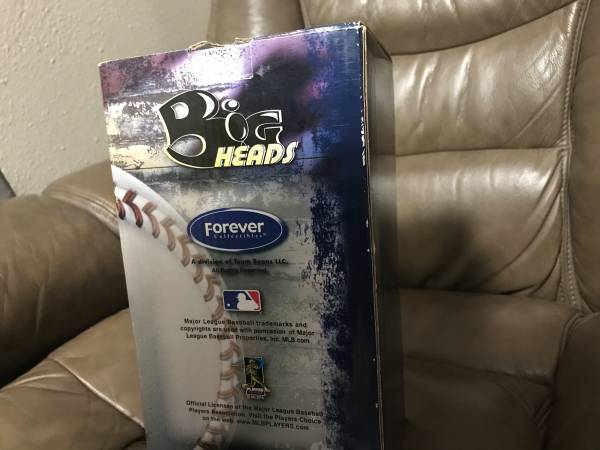 BiG
HEADS
Forever
Collectibles
A division of Team Beans LLC.
All Rights Reserved.
Major League Baseball trademarks and
copyrights are used with permission of Major
League Baseball Properties, Inc. MLB.com
PLAYERS
Official Licensee of the Major League Baseball
Players Association. Visit the Players Choice
on the web. www.MLBPLAYERS.com